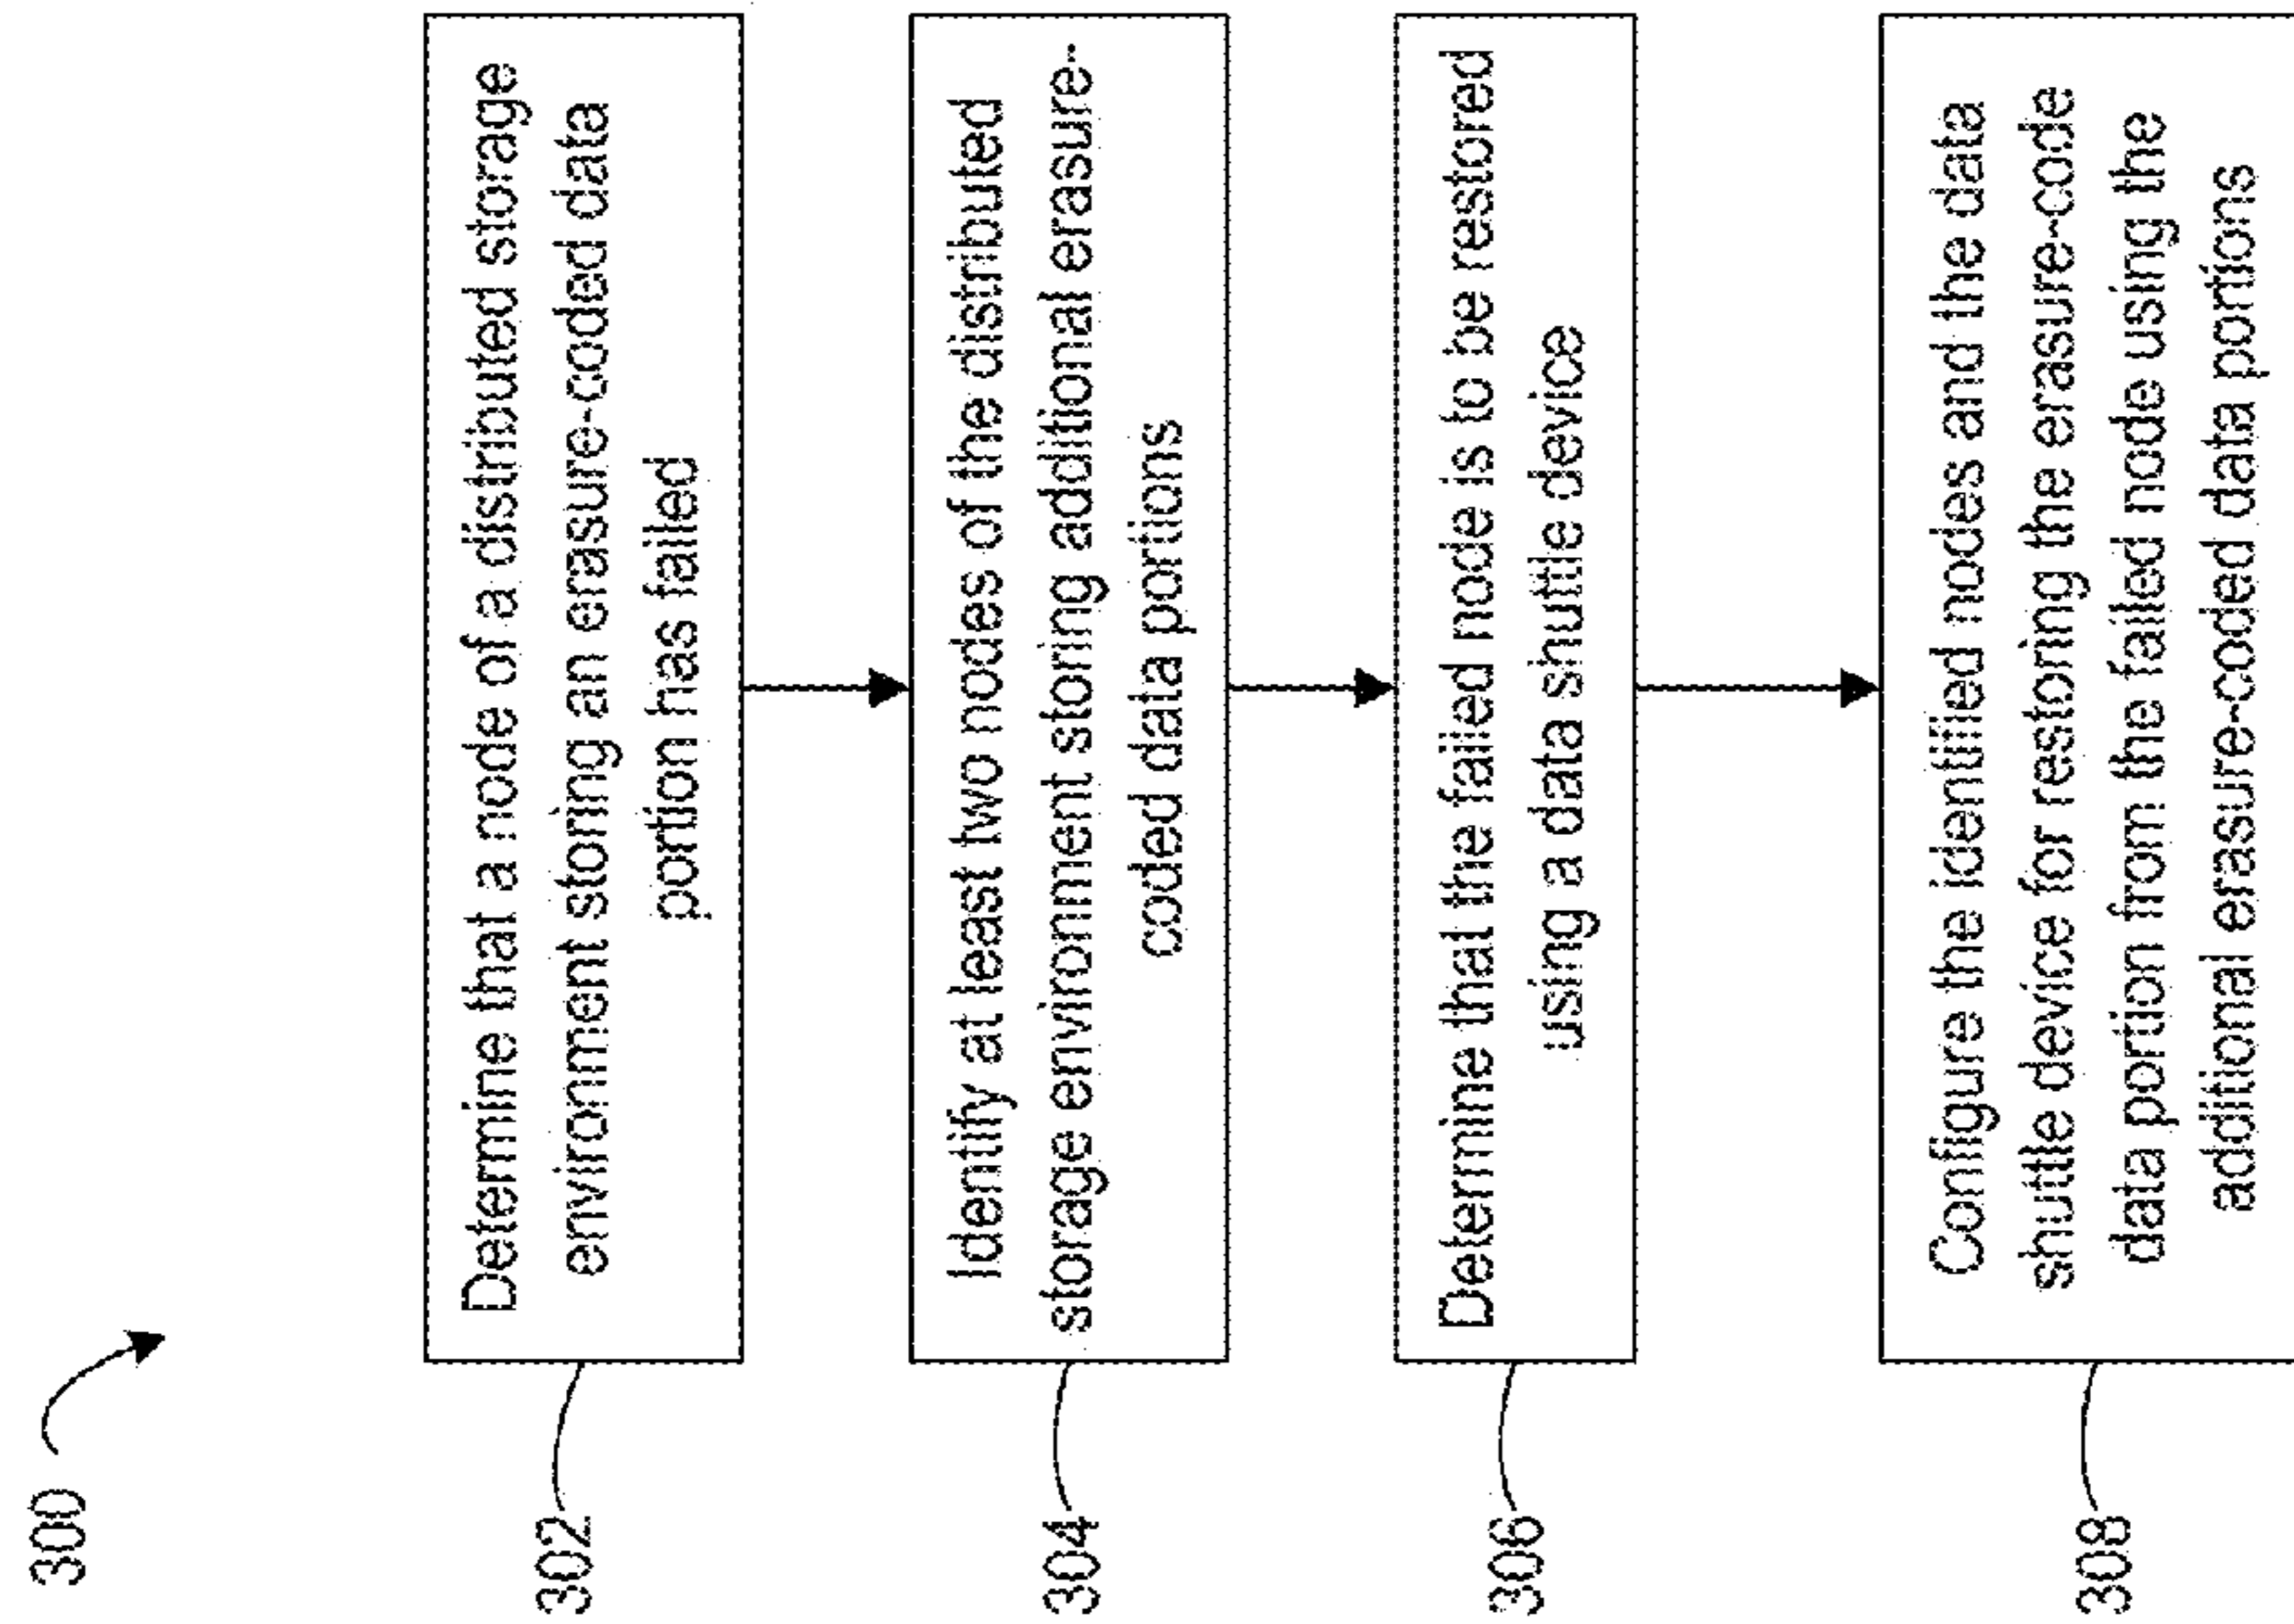 300
302
Determine that a node of a distributed storage
environment storing an erasure-coded data
portion has failed
304
Identify at least two nodes of the distributed
storage environment storing additional erasure-
coded data portions
306
Determine that the failed node is to be restored
using a data shuttle device
308
Configure the identified nodes and the data
shuttle device for restoring the erasure-code
data portion from the failed node using the
additional erasure-coded data portions